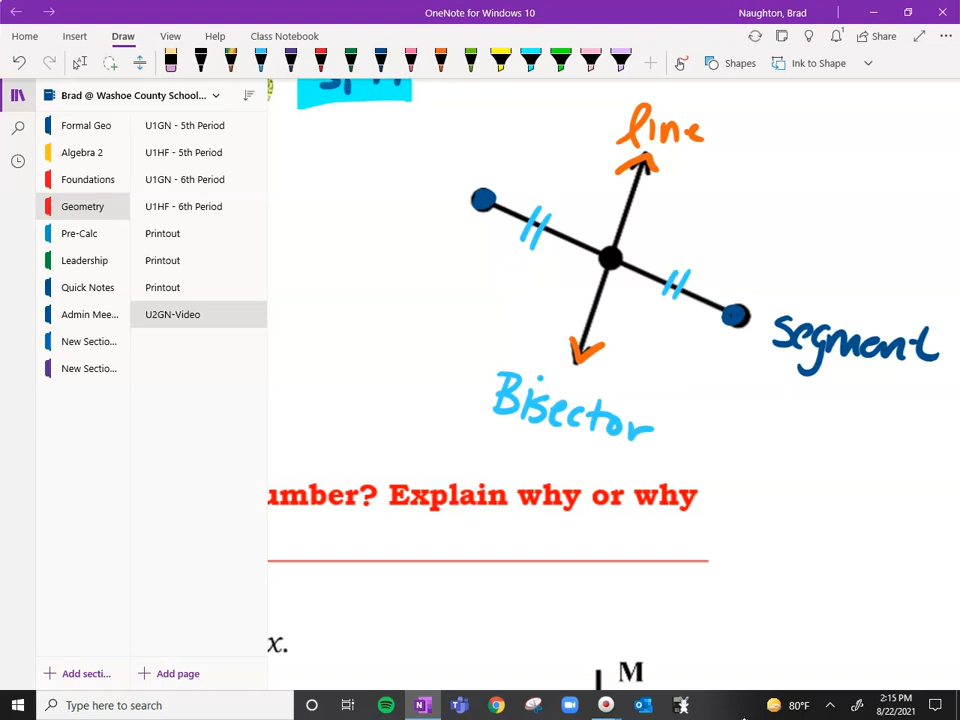 OneNote for Windows 10
Naughton, Brad
Home Insert Draw View Help Class Notebook
Share
Shapes Ink to Shape
Brad @ Washoe County School...
Formal Geo
Algebra 2
Foundations
Geometry
Pre-Calc
Leadership
Quick Notes
Admin Mee...
New Sectio...
New Sectio...
U1GN - 5th Period
U1HF - 5th Period
U1GN - 6th Period
U1HF - 6th Period
Printout
Printout
Printout
U2GN-Video
line
segment
Bisector
umber? Explain why or why
x.
M
Add secti...
Add page
Type here to search
80°F
2:15 PM
8/22/2021